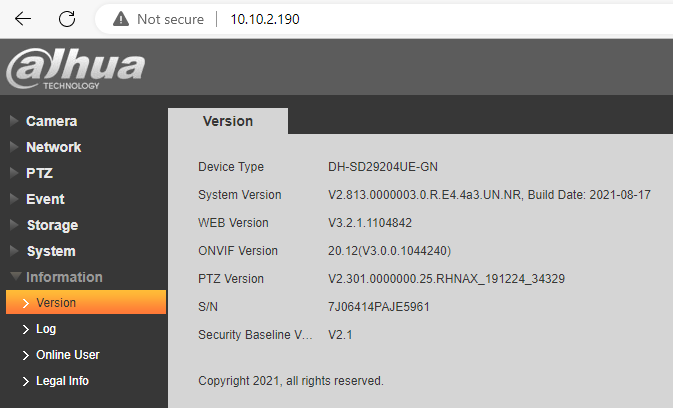 Not secure 10.10.2.190
alhua
TECHNOLOGY
Camera
Network
PTZ
Event
Storage
System
Information
Version
Log
Online User
Legal Info
Version
Device Type DH-SD29204UE-GN
System Version V2.813.0000003.0.R.E4.4a3.UN.NR, Build Date: 2021-08-17
WEB Version V3.2.1.1104842
ONVIF Version 20.12(V3.0.0.1044240)
PTZ Version V2.301.0000000.25.RHNAX_191224_34329
S/N 7J06414PAJE5961
Security Baseline V... V2.1
Copyright 2021, all rights reserved.